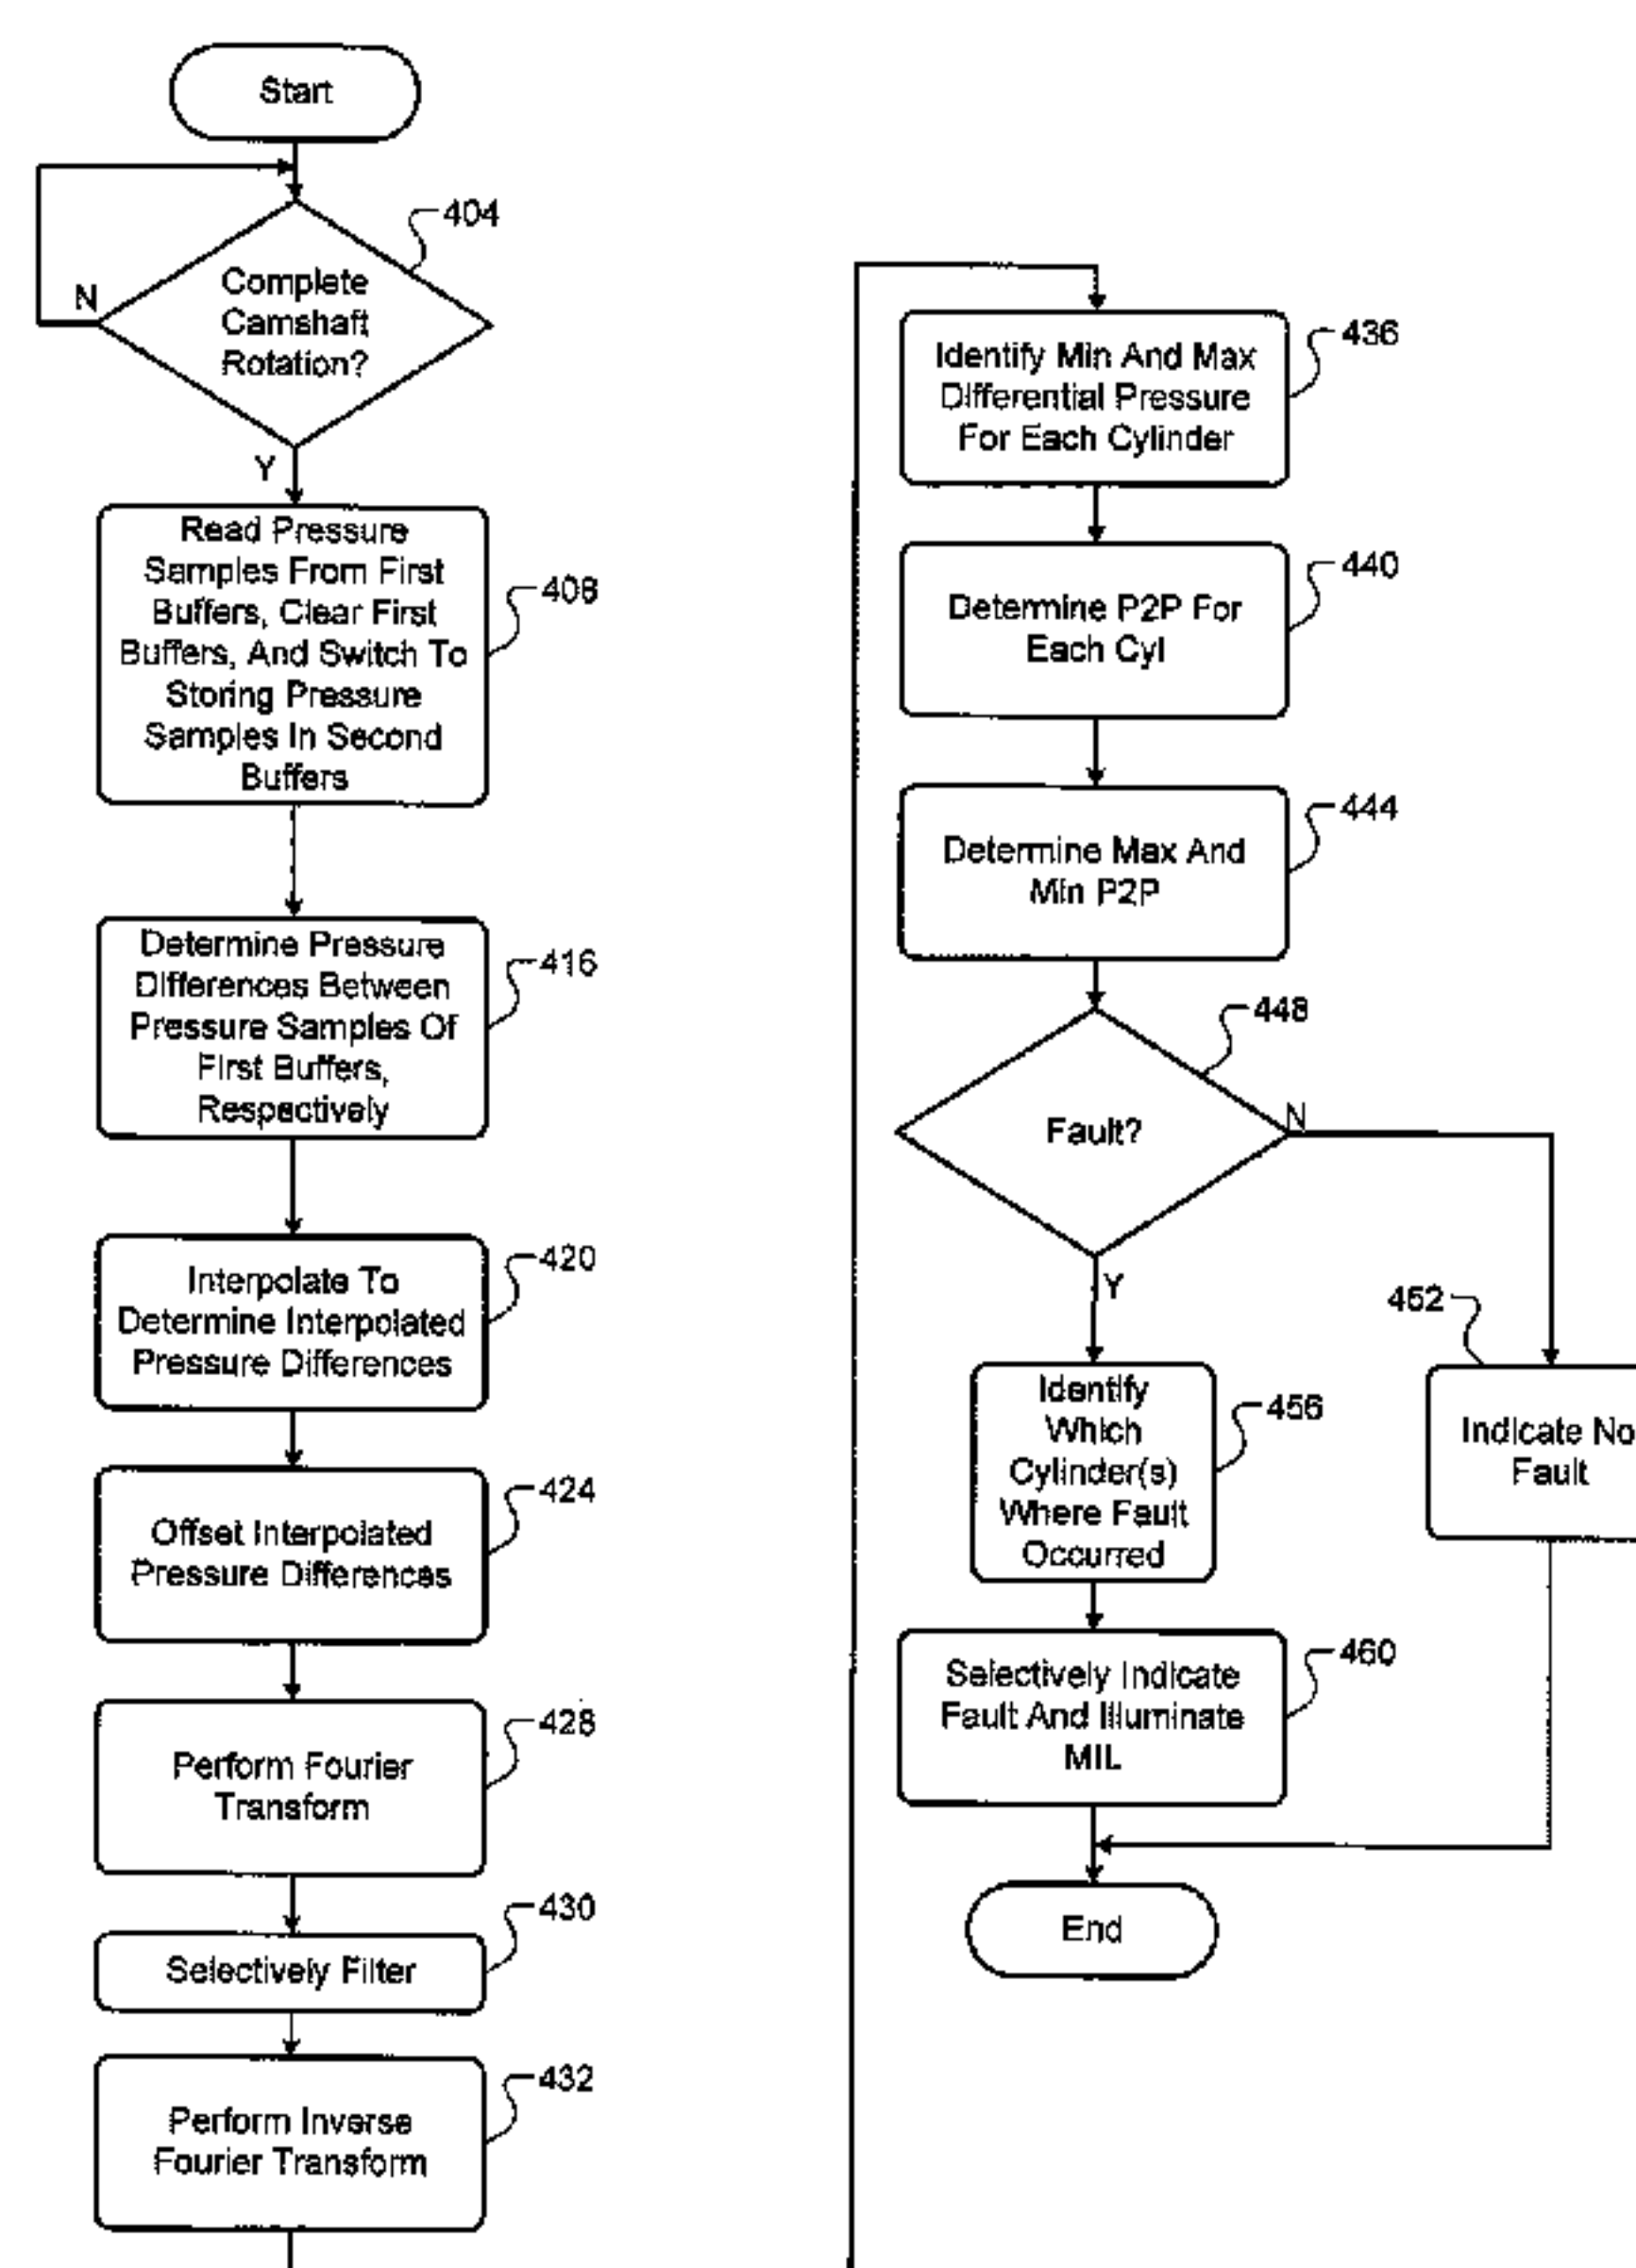 Start
404
Complete
Camshaft
Rotation?
N
Y
Read Pressure
Samples From First
Buffers, Clear First
Buffers, And Switch To
Storing Pressure
Samples In Second
Buffers
408
Determine Pressure
Differences Between
Pressure Samples Of
First Buffers,
Respectively
416
Interpolate To
Determine Interpolated
Pressure Differences
420
Offset Interpolated
Pressure Differences
424
Perform Fourier
Transform
428
Selectively Filter
430
Perform Inverse
Fourier Transform
432
Identify Min And Max
Differential Pressure
For Each Cylinder
436
Determine P2P For
Each Cyl
440
Determine Max And
Min P2P
444
Fault?
448
N
Y
Identify
Which
Cylinder(s)
Where Fault
Occurred
456
452
Indicate No
Fault
Selectively Indicate
Fault And Illuminate
MIL
460
End